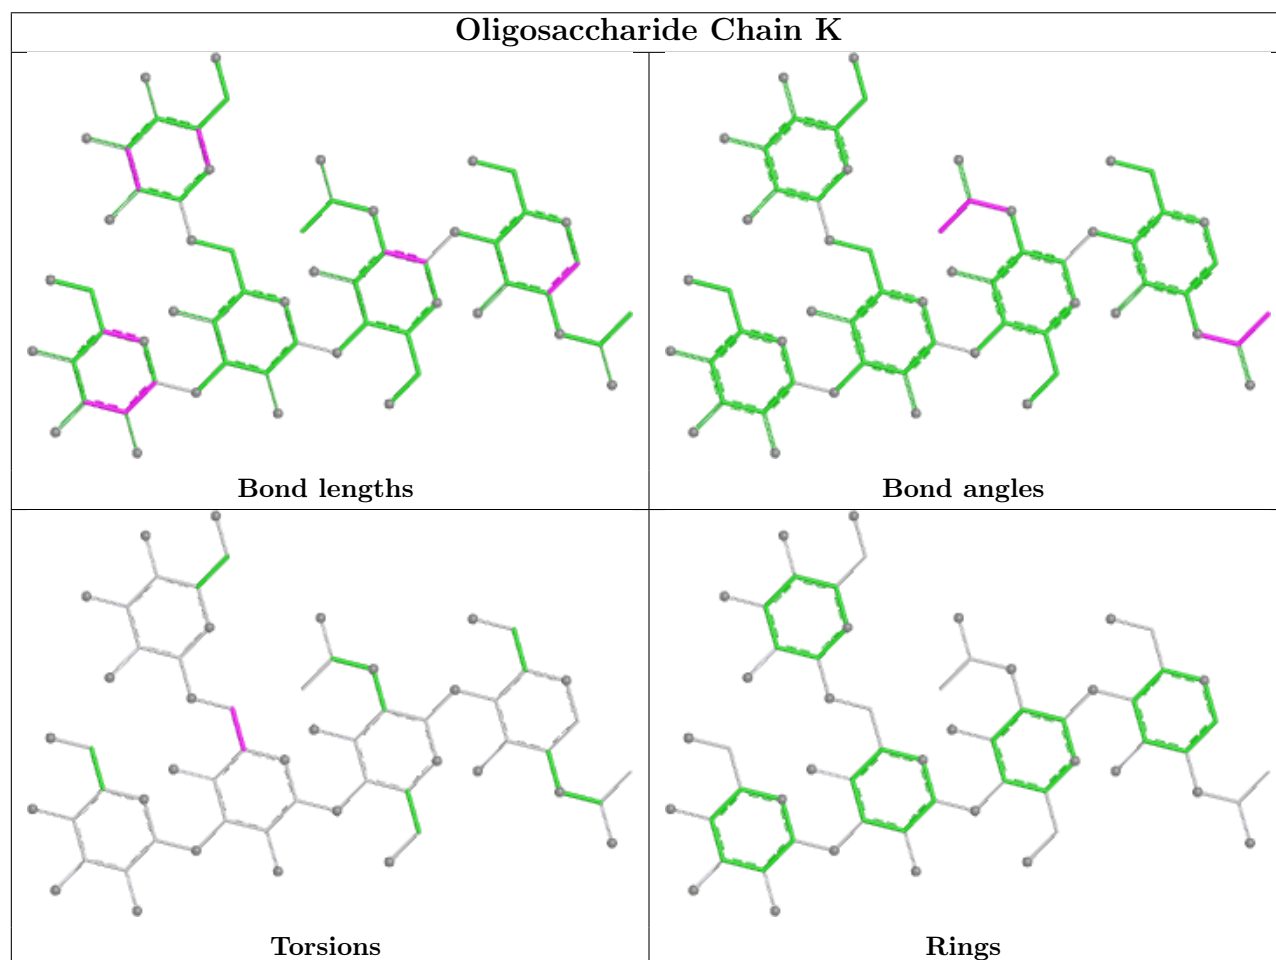 Oligosaccharide Chain K
Bond lengths
Bond angles
Torsions
Rings